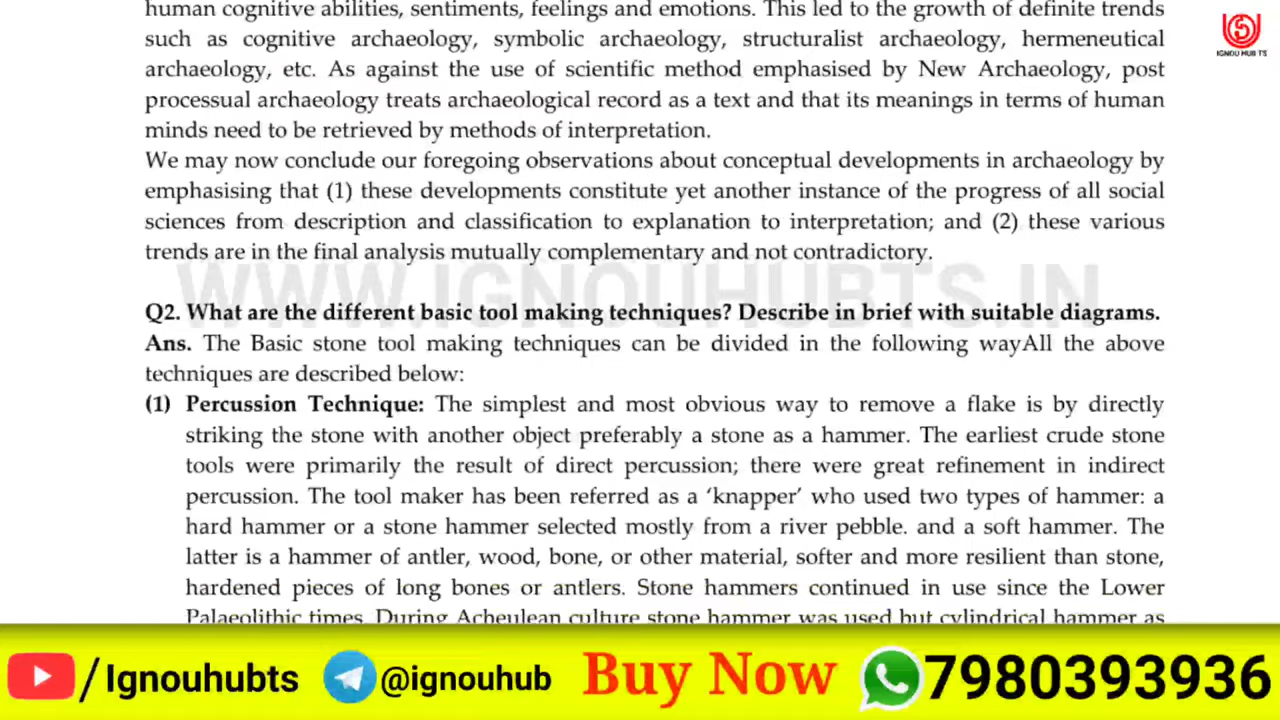 human cognitive abilities, sentiments, feelings and emotions. This led to the growth of definite trends
such as cognitive archaeology, symbolic archaeology, structuralist archaeology, hermeneutical
archaeology, etc. As against the use of scientific method emphasised by New Archaeology, post
processual archaeology treats archaeological record as a text and that its meanings in terms of human
minds need to be retrieved by methods of interpretation.
We may now conclude our foregoing observations about conceptual developments in archaeology by
emphasising that (1) these developments constitute yet another instance of the progress of all social
sciences from description and classification to explanation to interpretation; and (2) these various
trends are in the final analysis mutually complementary and not contradictory.
WWW.IGNOUHUBTS.IN
Q2. What are the different basic tool making techniques? Describe in brief with suitable diagrams.
Ans. The Basic stone tool making techniques can be divided in the following wayAll the above
techniques are described below:
(1) Percussion Technique: The simplest and most obvious way to remove a flake is by directly
striking the stone with another object preferably a stone as a hammer. The earliest crude stone
tools were primarily the result of direct percussion; there were great refinement in indirect
percussion. The tool maker has been referred as a ‘knapper’ who used two types of hammer: a
hard hammer or a stone hammer selected mostly from a river pebble. and a soft hammer. The
latter is a hammer of antler, wood, bone, or other material, softer and more resilient than stone,
hardened pieces of long bones or antlers. Stone hammers continued in use since the Lower
Palaeolithic times. During Acheulean culture stone hammer was used but cylindrical hammer as
IGNOU HUB TS
/Ignouhubts @ignouhub Buy Now 7980393936